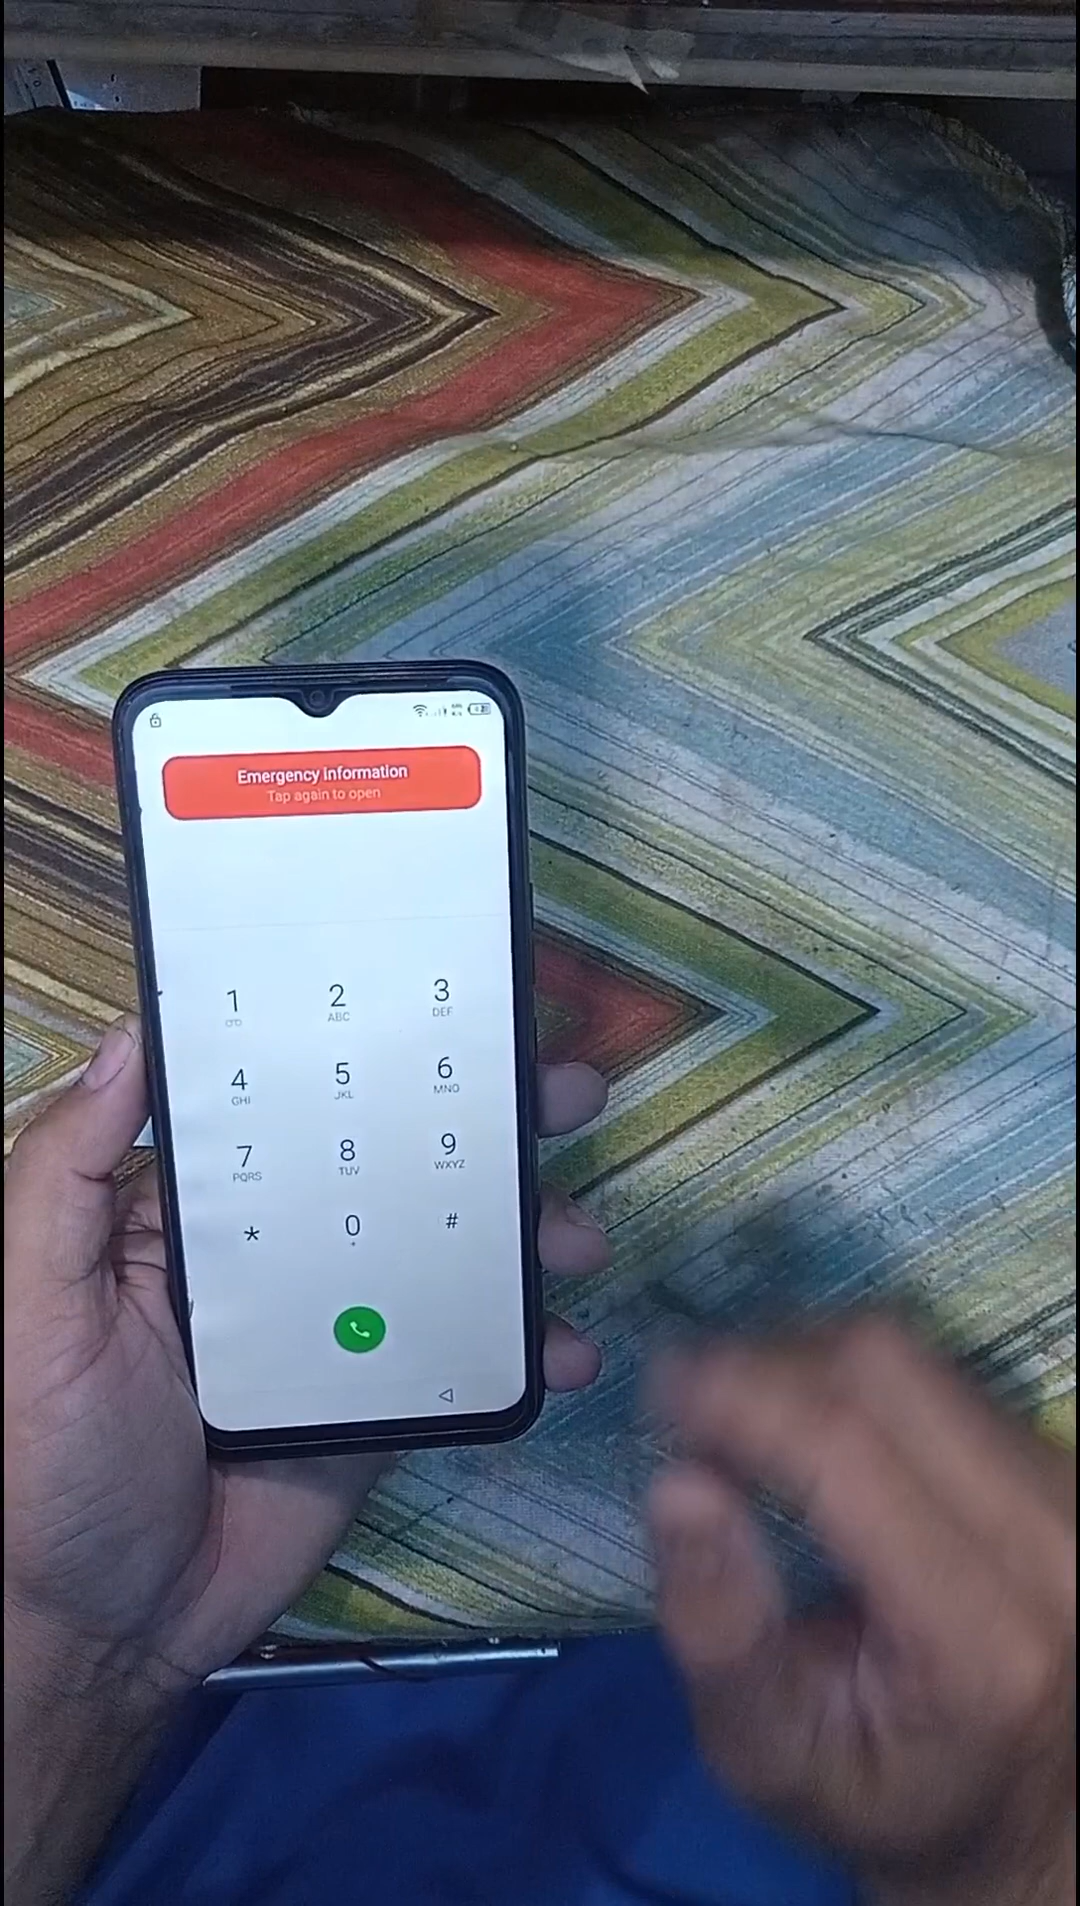 Emergency information
Tap again to open
1
2
ABC
3
DEF
4
GHI
5
JKL
6
MNO
7
PQRS
8
TUV
9
WXYZ
*
0
+
#